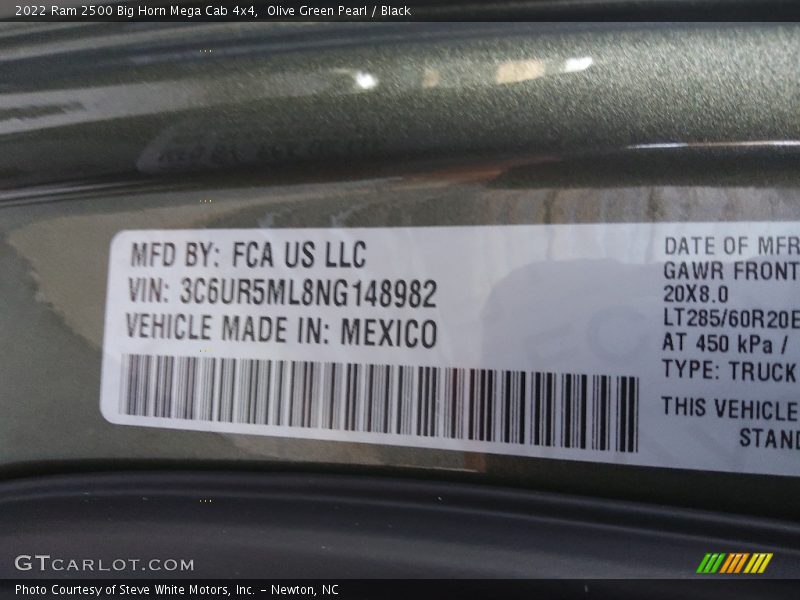 2022 Ram 2500 Big Horn Mega Cab 4x4,  Olive Green Pearl / Black
MFD BY: FCA US LLC
VIN: 3C6UR5ML8NG148982
VEHICLE MADE IN: MEXICO
DATE OF MFR
GAWR FRONT
20X8.0
LT285/60R20E
AT 450 kPa /
TYPE: TRUCK
THIS VEHICLE
STAND
GTCARLOT.COM
Photo Courtesy of Steve White Motors, Inc. – Newton, NC